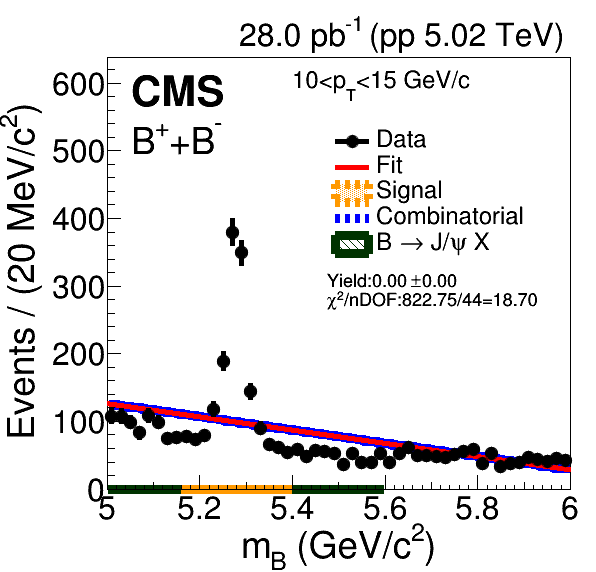 28.0 pb⁻¹ (pp 5.02 TeV)
CMS
10<p_T<15 GeV/c
B⁺+B⁻
Data
Fit
Signal
Combinatorial
B → J/ψ X
Yield:0.00 ±0.00
χ²/nDOF:822.75/44=18.70
Events / (20 MeV/c²)
600
500
400
300
200
100
0
5 5.2 5.4 5.6 5.8 6
m_B (GeV/c²)